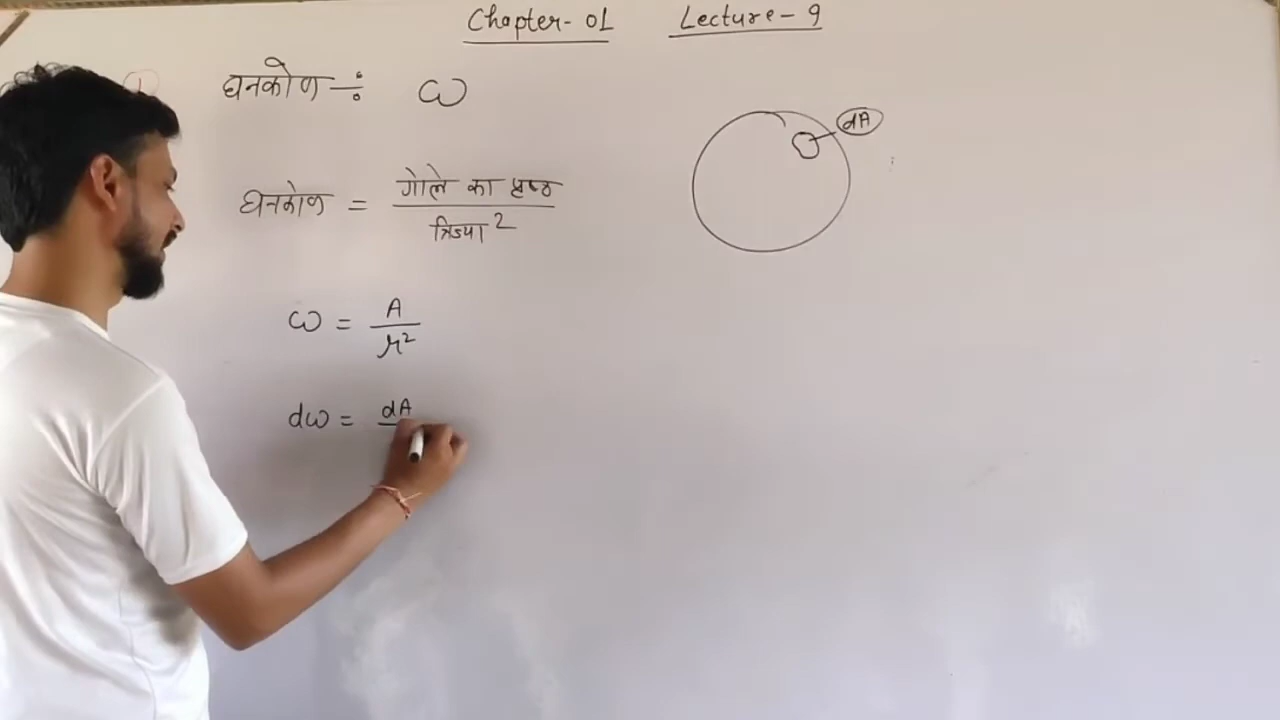 Chapter-01 Lecture-9
घनकोण ÷ ω
dA
घनकोण = गोले का पृष्ठ / त्रिज्या²
ω = A / r²
dω = dA